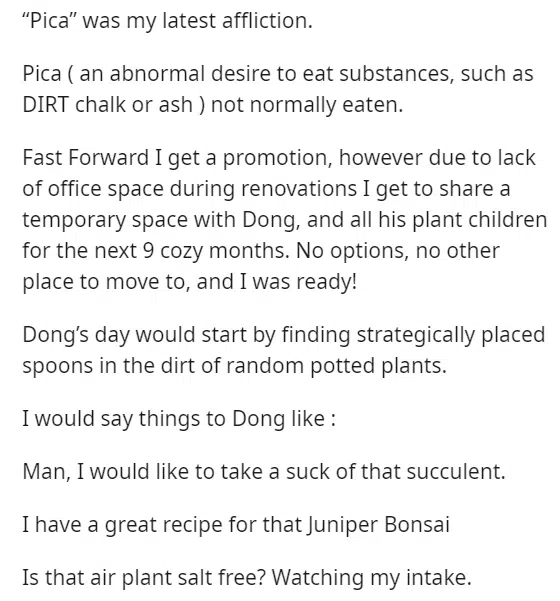 “Pica” was my latest affliction.
Pica ( an abnormal desire to eat substances, such as
DIRT chalk or ash ) not normally eaten.
Fast Forward I get a promotion, however due to lack
of office space during renovations I get to share a
temporary space with Dong, and all his plant children
for the next 9 cozy months. No options, no other
place to move to, and I was ready!
Dong’s day would start by finding strategically placed
spoons in the dirt of random potted plants.
I would say things to Dong like :
Man, I would like to take a suck of that succulent.
I have a great recipe for that Juniper Bonsai
Is that air plant salt free? Watching my intake.